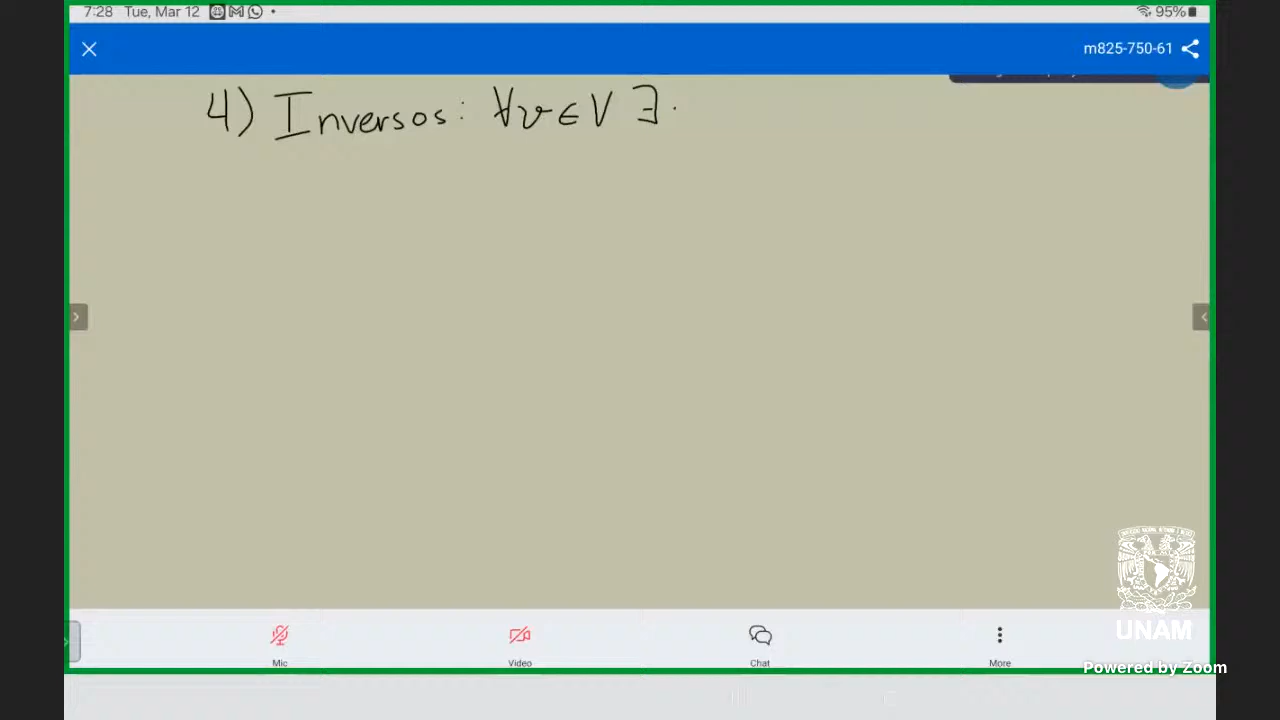 7:28 Tue, Mar 12
95%
m825-750-61
4) Inversos: ∀v ∈ V ∃
Mic
Video
Chat
More
UNAM
Powered by Zoom